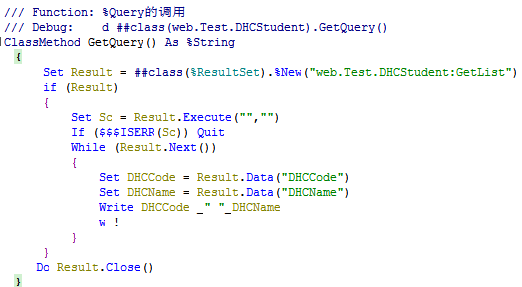 /// Function: %Query的调用
/// Debug:    d ##class(web.Test.DHCStudent).GetQuery()
ClassMethod GetQuery() As %String
{
    Set Result = ##class(%ResultSet).%New("web.Test.DHCStudent:GetList")
    if (Result)
    {
        Set Sc = Result.Execute("","")
        If ($$$ISERR(Sc)) Quit
        While (Result.Next())
        {
            Set DHCCode = Result.Data("DHCCode")
            Set DHCName = Result.Data("DHCName")
            Write DHCCode _" "_DHCName
            w !
        }
    }
   Do Result.Close()
}